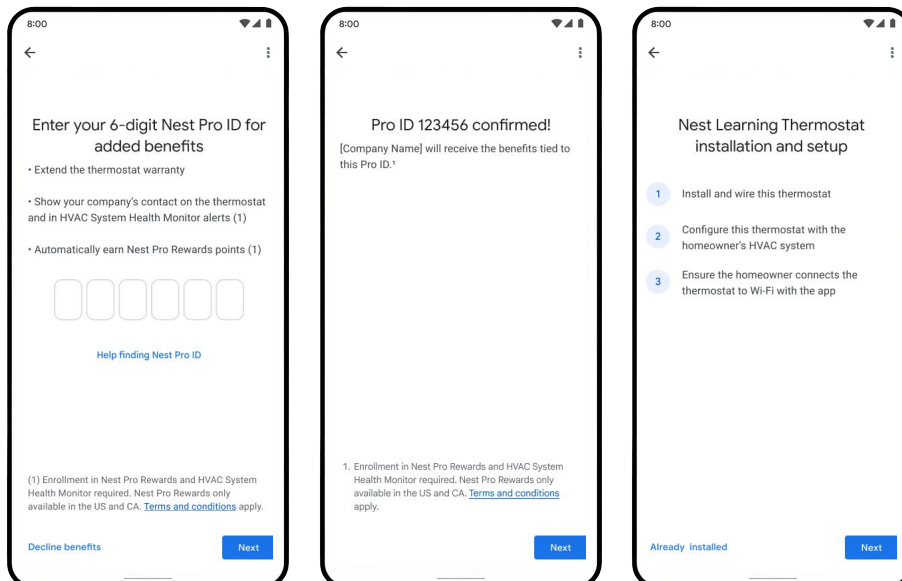 8:00
Enter your 6-digit Nest Pro ID for
added benefits
• Extend the thermostat warranty
• Show your company's contact on the thermostat
and in HVAC System Health Monitor alerts (1)
• Automatically earn Nest Pro Rewards points (1)
Help finding Nest Pro ID
(1) Enrollment in Nest Pro Rewards and HVAC System
Health Monitor required. Nest Pro Rewards only
available in the US and CA. Terms and conditions apply.
Decline benefits
Next
8:00
Pro ID 123456 confirmed!
[Company Name] will receive the benefits tied to
this Pro ID.¹
1. Enrollment in Nest Pro Rewards and HVAC System
Health Monitor required. Nest Pro Rewards only
available in the US and CA. Terms and conditions
apply.
Next
8:00
Nest Learning Thermostat
installation and setup
1 Install and wire this thermostat
2 Configure this thermostat with the
homeowner's HVAC system
3 Ensure the homeowner connects the
thermostat to Wi-Fi with the app
Already installed
Next